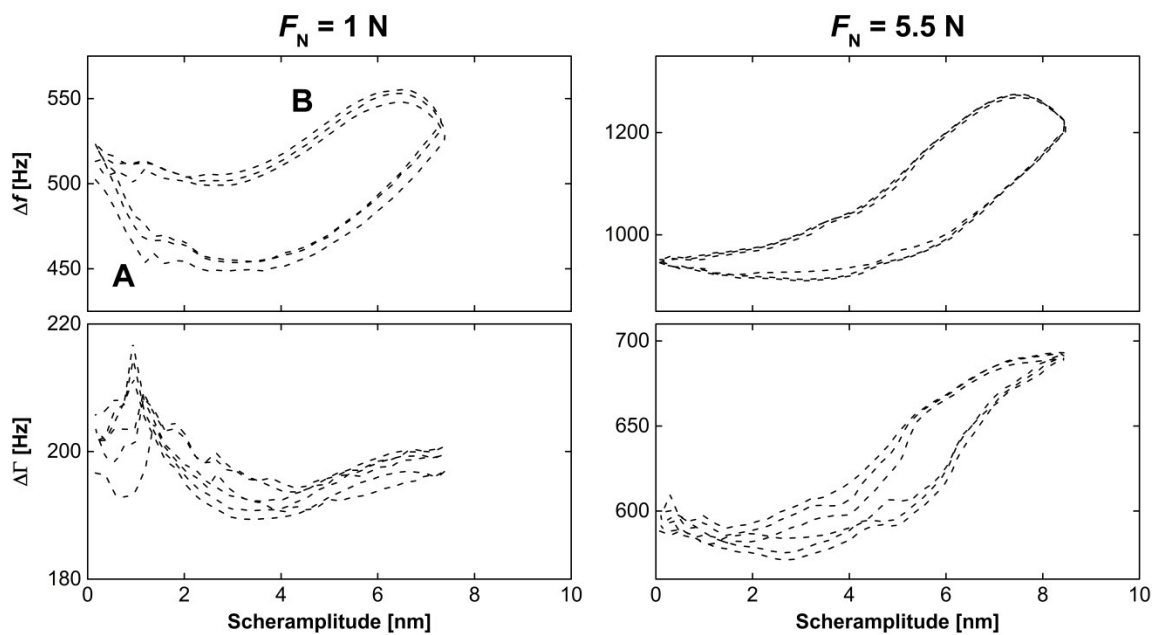 F_N = 1 N
F_N = 5.5 N
Δf [Hz]
550
500
450
A
B
1200
1000
ΔΓ [Hz]
220
200
180
700
650
600
0 2 4 6 8 10
0 2 4 6 8 10
Scheramplitude [nm]
Scheramplitude [nm]